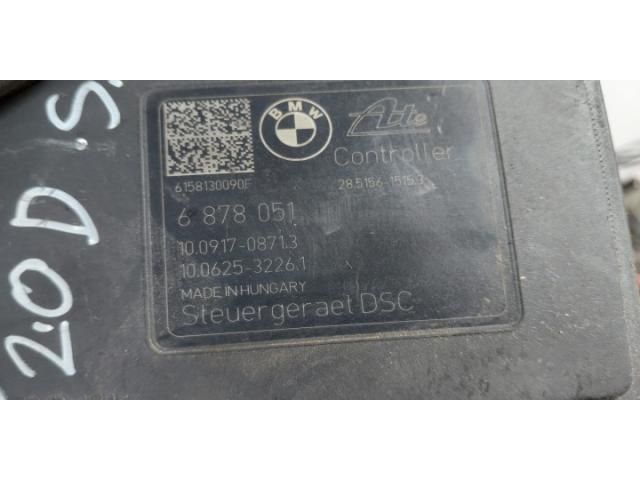 BMW
Ate
Controller
6158130090F 28.5156-1515.3
6 878 051
10.0917-0871.3
10.0625-3226.1
MADE IN HUNGARY
Steuergeraet DSC
2.0 D